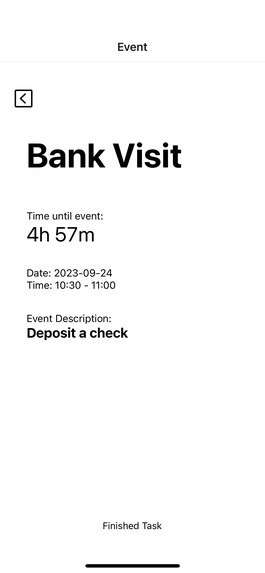 Event
Bank Visit
Time until event:
4h 57m
Date: 2023-09-24
Time: 10:30 - 11:00
Event Description:
Deposit a check
Finished Task